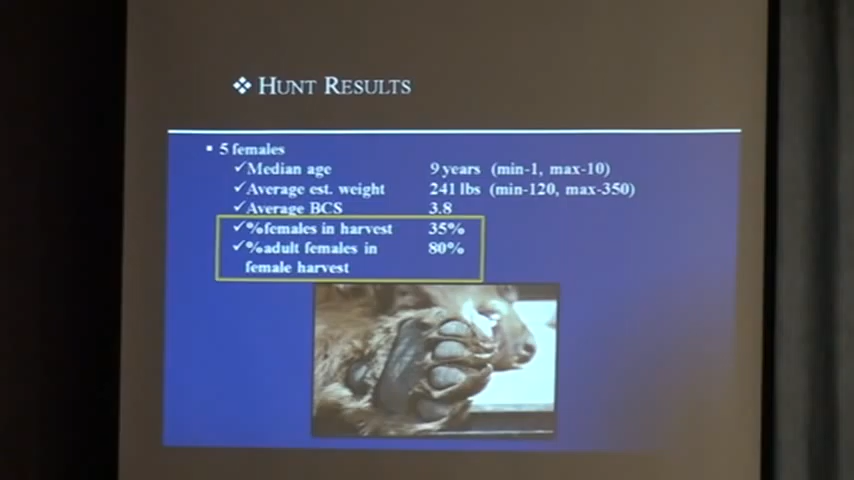 ❖ HUNT RESULTS
▪ 5 females
✓Median age 9 years (min-1, max-10)
✓Average est. weight 241 lbs (min-120, max-350)
✓Average BCS 3.8
✓%females in harvest 35%
✓%adult females in 80%
female harvest